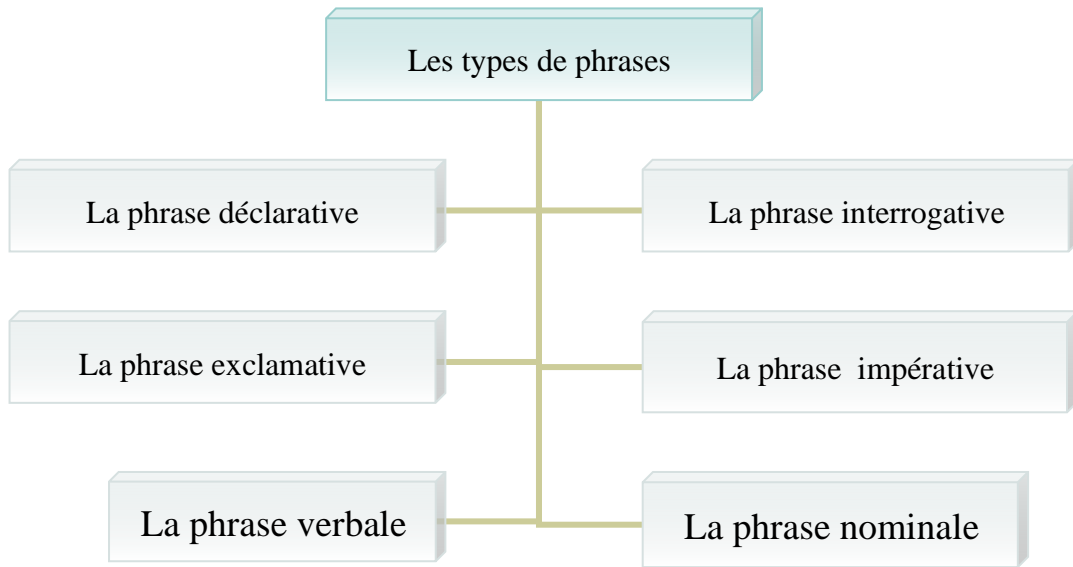 Les types de phrases
La phrase déclarative
La phrase interrogative
La phrase exclamative
La phrase impérative
La phrase verbale
La phrase nominale